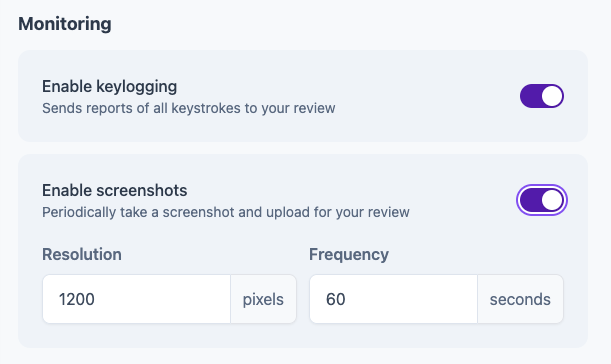 Monitoring
Enable keylogging
Sends reports of all keystrokes to your review
Enable screenshots
Periodically take a screenshot and upload for your review
Resolution Frequency
1200 pixels 60 seconds